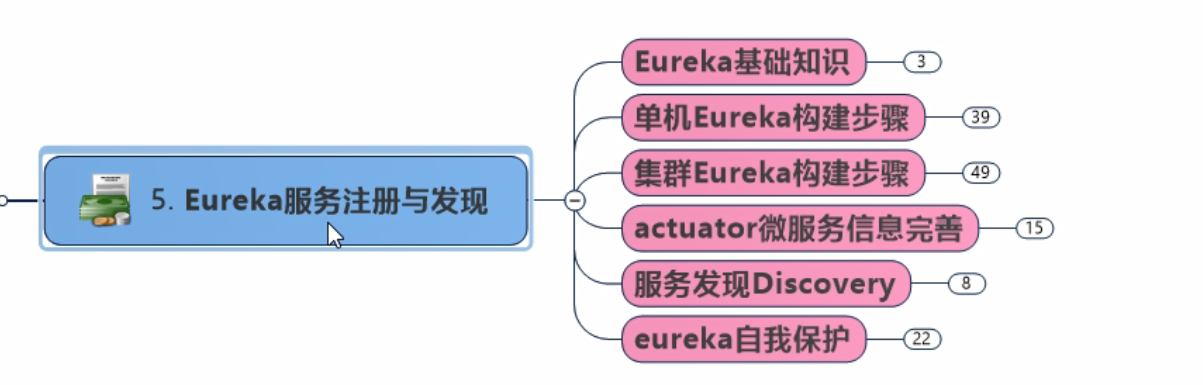 Eureka基础知识
3
单机Eureka构建步骤
39
集群Eureka构建步骤
49
5. Eureka服务注册与发现
actuator微服务信息完善
15
服务发现Discovery
8
eureka自我保护
22